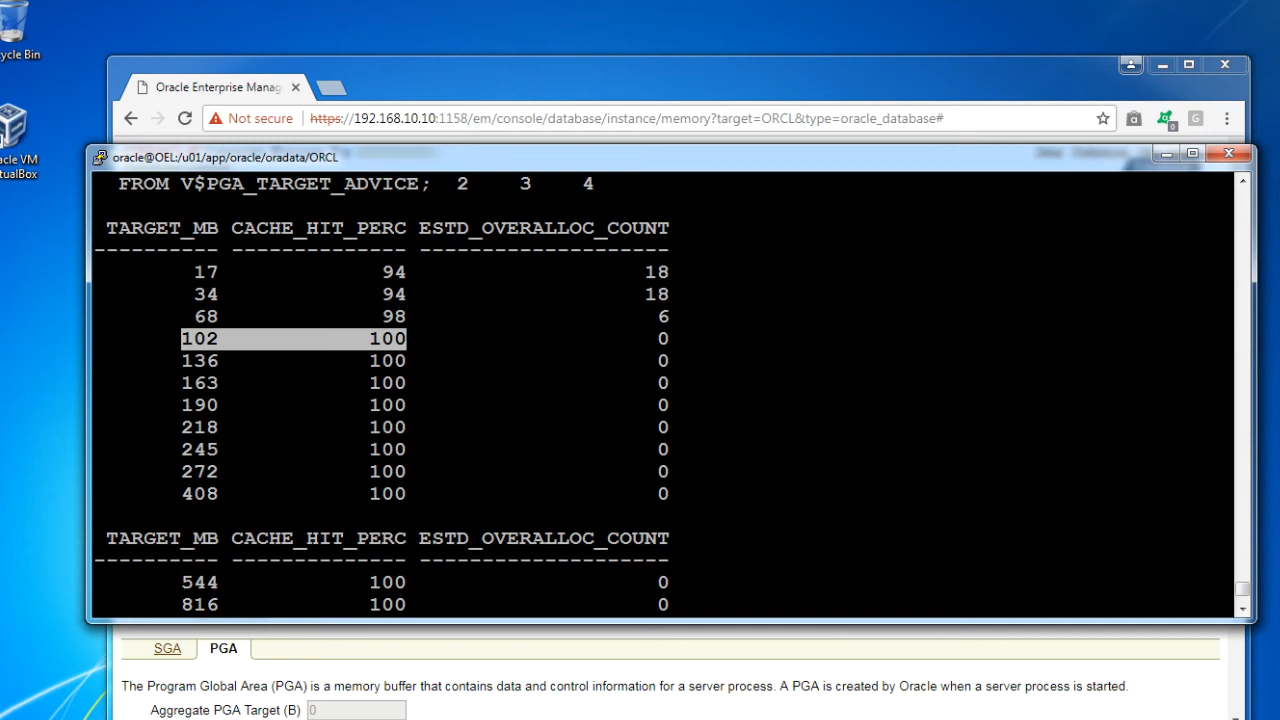 cycle Bin
Oracle Enterprise Manag
Not secure | https://192.168.10.10:1158/em/console/database/instance/memory?target=ORCL&type=oracle_database#
0
G
oracle@OEL:/u01/app/oracle/oradata/ORCL
acle VM
tualBox
FROM V$PGA_TARGET_ADVICE; 2 3 4
TARGET_MB CACHE_HIT_PERC ESTD_OVERALLOC_COUNT
---------- -------------- --------------------
17 94 18
34 94 18
68 98 6
102 100 0
136 100 0
163 100 0
190 100 0
218 100 0
245 100 0
272 100 0
408 100 0
TARGET_MB CACHE_HIT_PERC ESTD_OVERALLOC_COUNT
---------- -------------- --------------------
544 100 0
816 100 0
SGA PGA
The Program Global Area (PGA) is a memory buffer that contains data and control information for a server process. A PGA is created by Oracle when a server process is started.
Aggregate PGA Target (B) 0